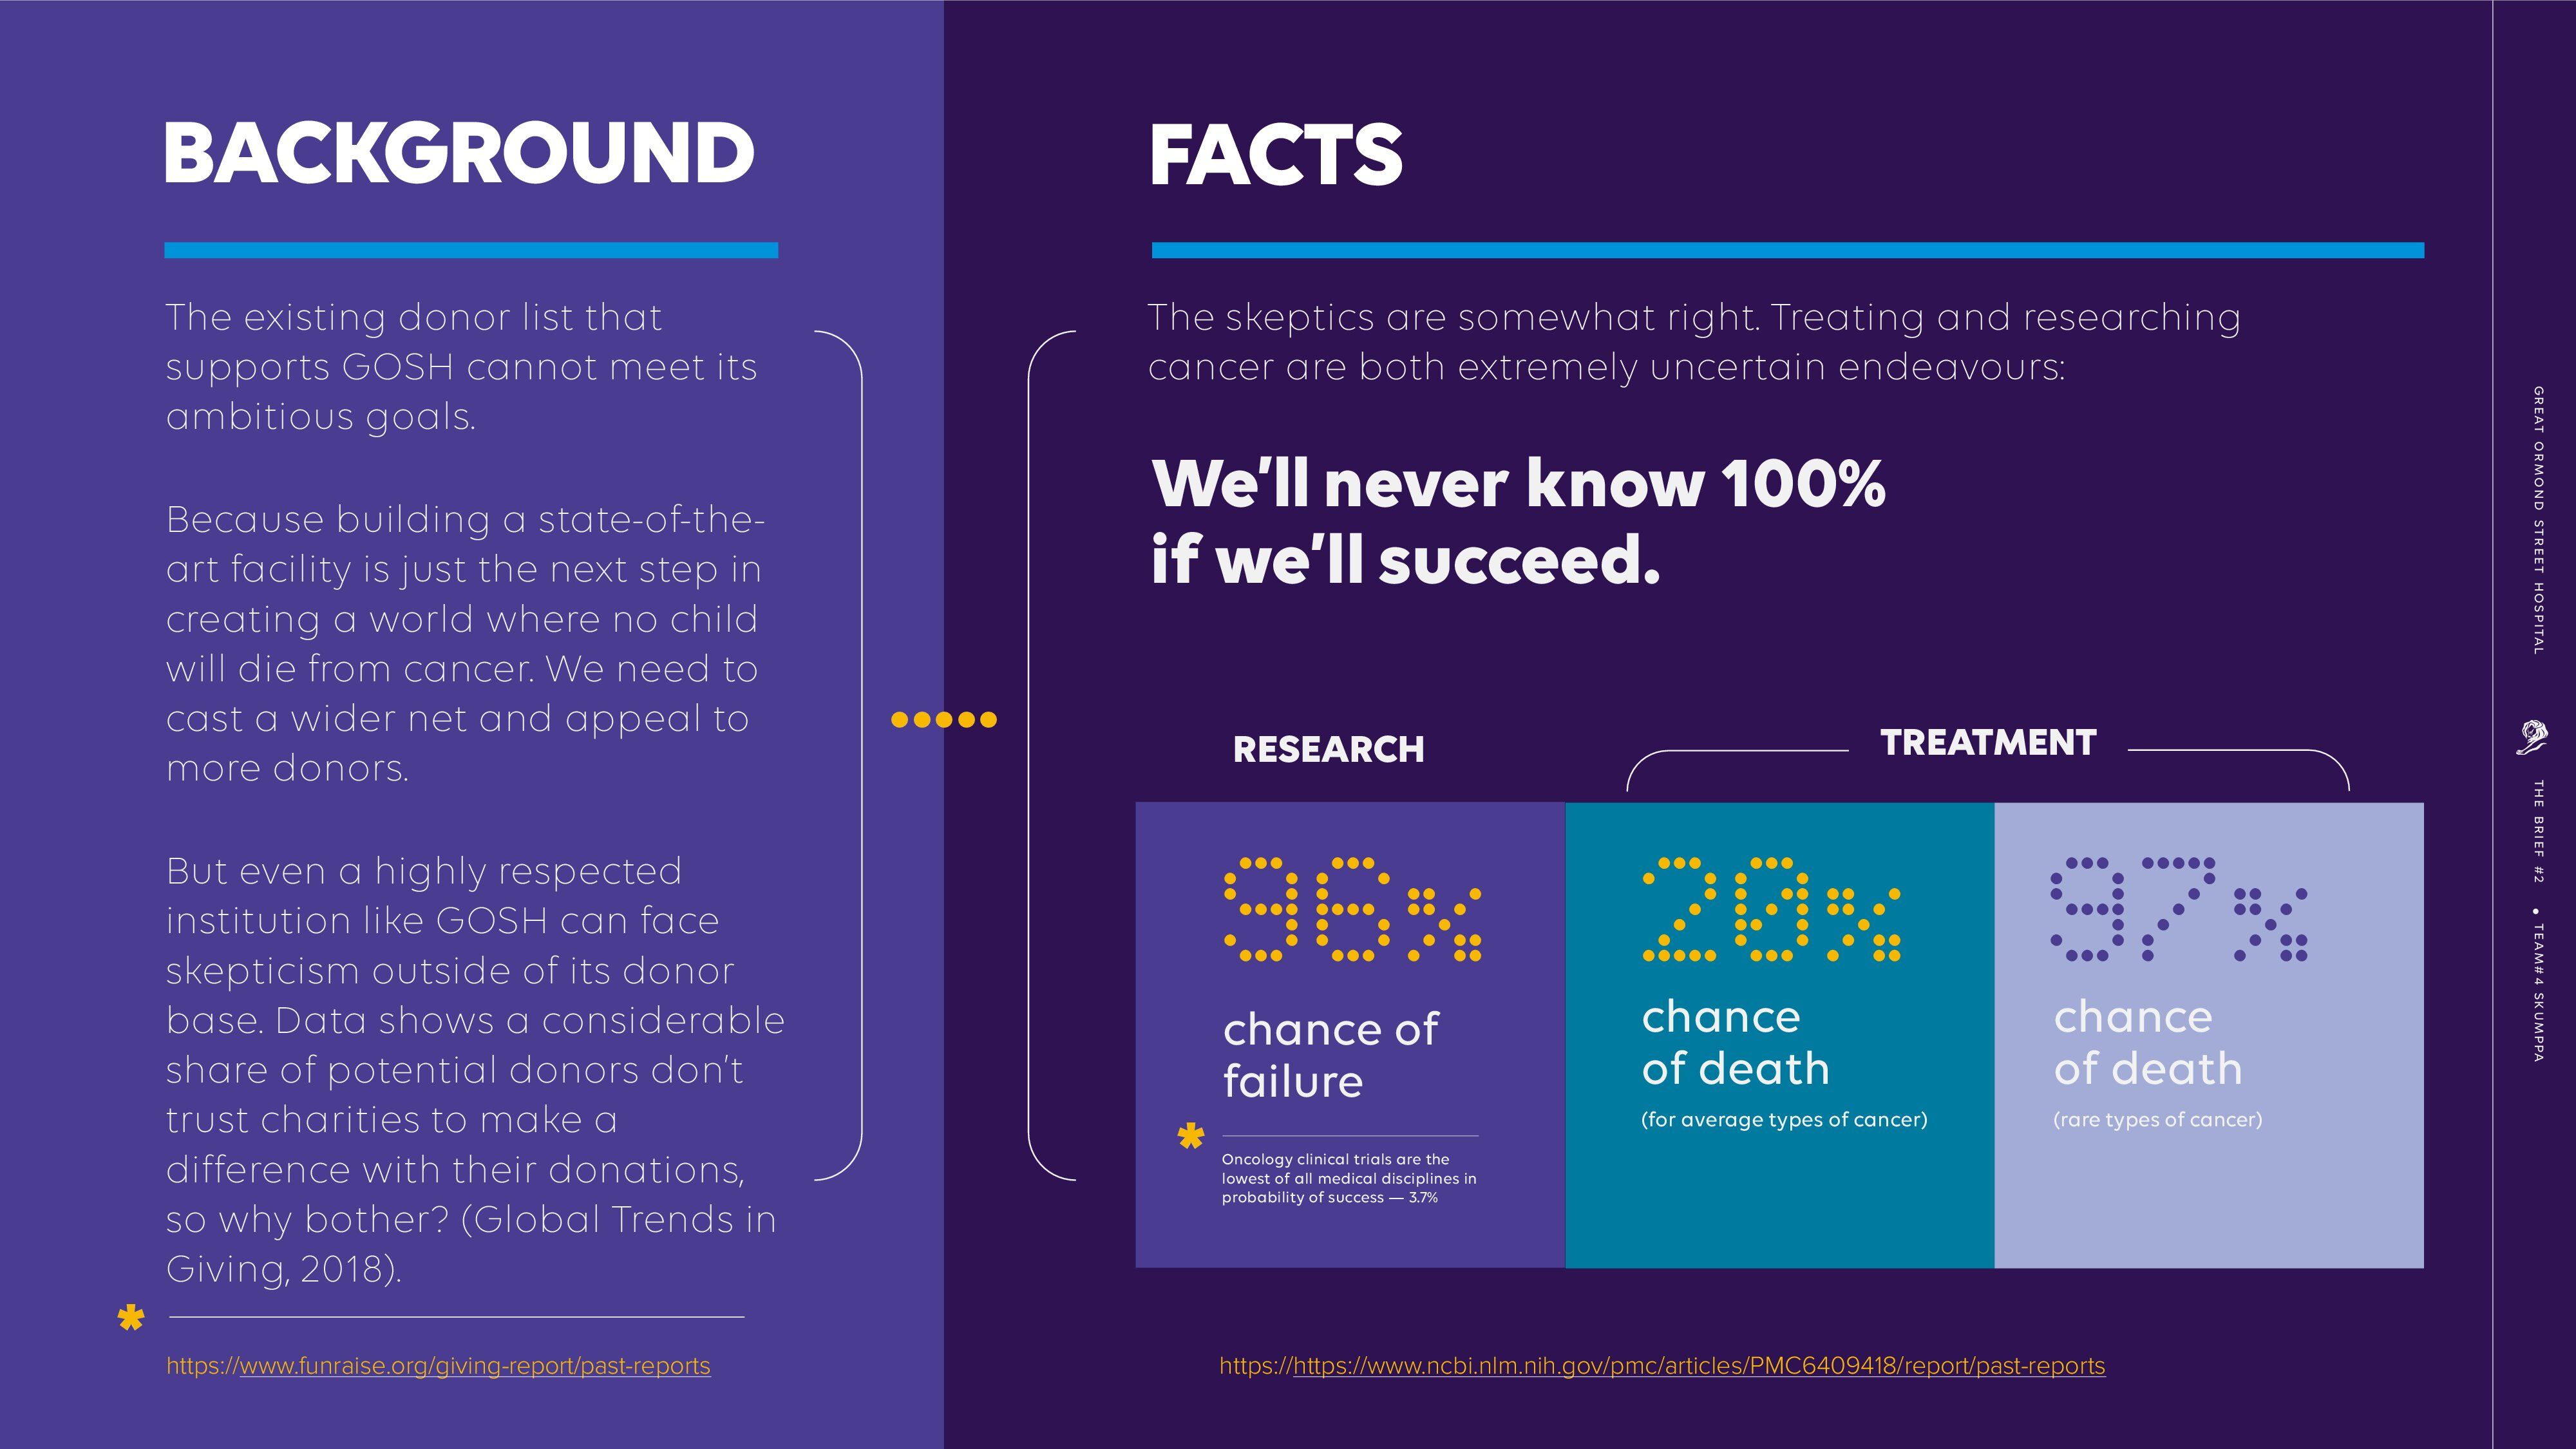 BACKGROUND
The existing donor list that
supports GOSH cannot meet its
ambitious goals.
Because building a state-of-the-
art facility is just the next step in
creating a world where no child
will die from cancer. We need to
cast a wider net and appeal to
more donors.
But even a highly respected
institution like GOSH can face
skepticism outside of its donor
base. Data shows a considerable
share of potential donors don't
trust charities to make a
difference with their donations,
so why bother? (Global Trends in
Giving, 2018).
*
https://www.funraise.org/giving-report/past-reports
FACTS
The skeptics are somewhat right. Treating and researching
cancer are both extremely uncertain endeavours:
We'll never know 100%
if we'll succeed.
RESEARCH
96%
chance of
failure
*
Oncology clinical trials are the
lowest of all medical disciplines in
probability of success — 3.7%
TREATMENT
20%
chance
of death
(for average types of cancer)
97%
chance
of death
(rare types of cancer)
https://https://www.ncbi.nlm.nih.gov/pmc/articles/PMC6409418/report/past-reports
GREAT ORMOND STREET HOSPITAL
THE BRIEF #2 • TEAM#4 SKUMPPA